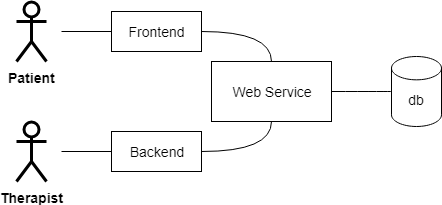 Frontend
Patient
Web Service
db
Backend
Therapist